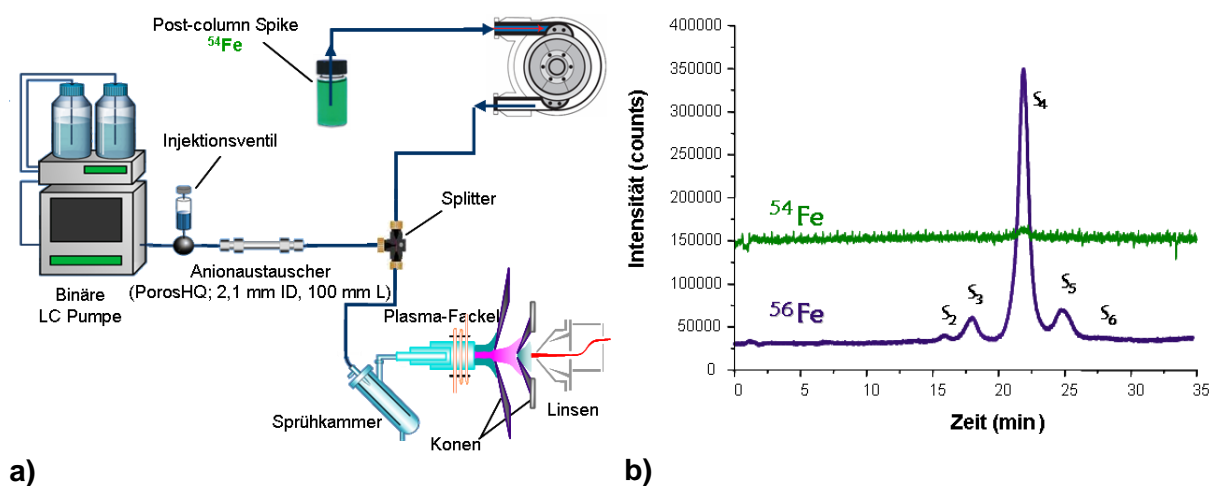 Post-column Spike
⁵⁴Fe
Injektionsventil
Splitter
Anionaustauscher
(PorosHQ; 2,1 mm ID, 100 mm L)
Binäre
LC Pumpe
Plasma-Fackel
Sprühkammer
Konen
Linsen
a)
400000
350000
300000
250000
200000
150000
100000
50000
0
Intensität (counts)
⁵⁴Fe
⁵⁶Fe
S₂
S₃
S₄
S₅
S₆
0 5 10 15 20 25 30 35
Zeit (min)
b)